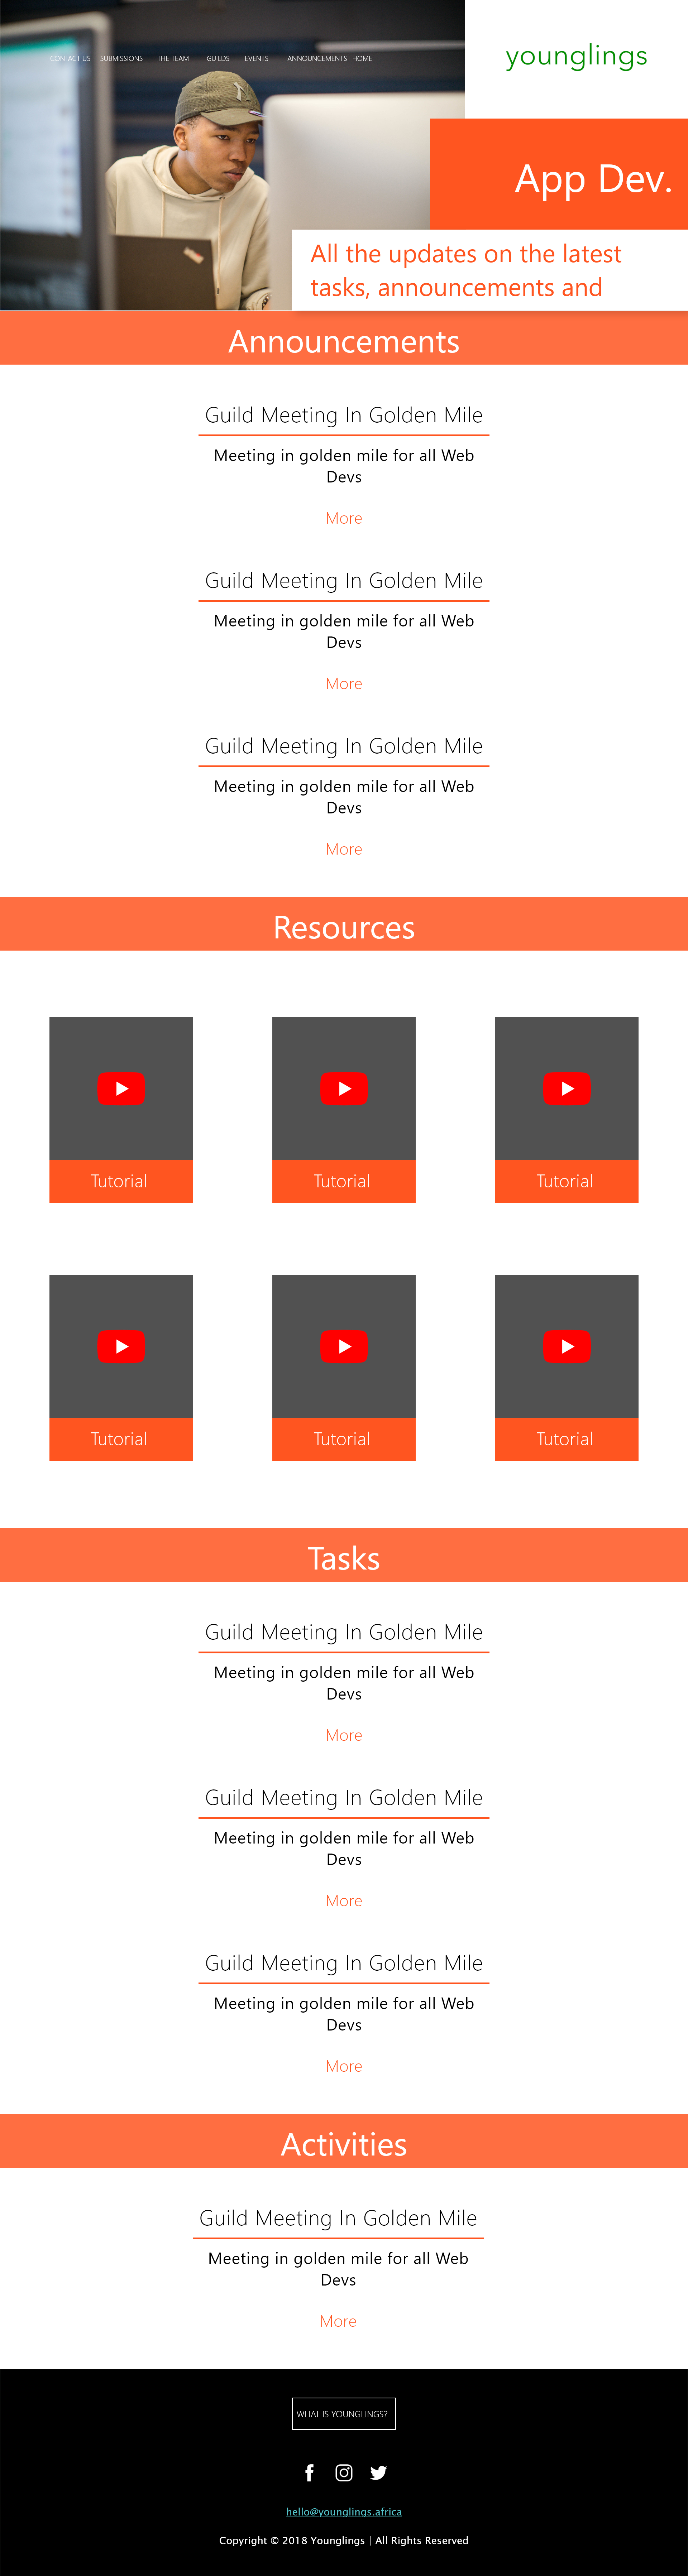 CONTACT US SUBMISSIONS THE TEAM GUILDS EVENTS ANNOUNCEMENTS HOME
younglings
App Dev.
All the updates on the latest
tasks, announcements and
Announcements
Guild Meeting In Golden Mile
Meeting in golden mile for all Web
Devs
More
Guild Meeting In Golden Mile
Meeting in golden mile for all Web
Devs
More
Guild Meeting In Golden Mile
Meeting in golden mile for all Web
Devs
More
Resources
Tutorial Tutorial Tutorial
Tutorial Tutorial Tutorial
Tasks
Guild Meeting In Golden Mile
Meeting in golden mile for all Web
Devs
More
Guild Meeting In Golden Mile
Meeting in golden mile for all Web
Devs
More
Guild Meeting In Golden Mile
Meeting in golden mile for all Web
Devs
More
Activities
Guild Meeting In Golden Mile
Meeting in golden mile for all Web
Devs
More
WHAT IS YOUNGLINGS?
hello@younglings.africa
Copyright © 2018 Younglings | All Rights Reserved